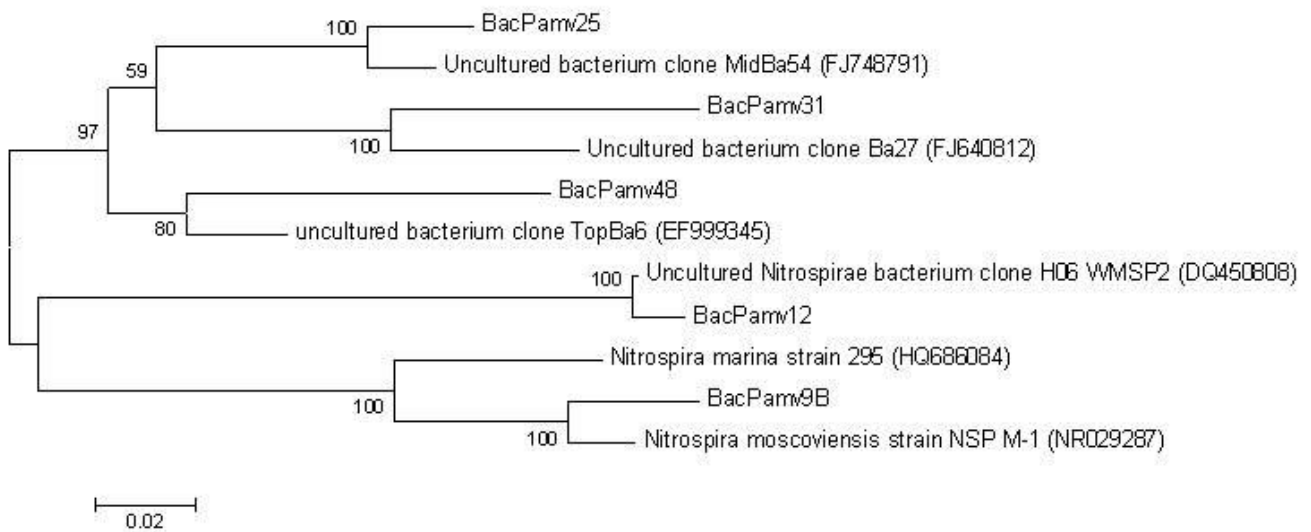 BacPamv25
100
Uncultured bacterium clone MidBa54 (FJ748791)
59
BacPamv31
97
100
Uncultured bacterium clone Ba27 (FJ640812)
BacPamv48
80
uncultured bacterium clone TopBa6 (EF999345)
Uncultured Nitrospirae bacterium clone H06 WMSP2 (DQ450808)
100
BacPamv12
Nitrospira marina strain 295 (HQ686084)
BacPamv9B
100
100
Nitrospira moscoviensis strain NSP M-1 (NR029287)
0.02